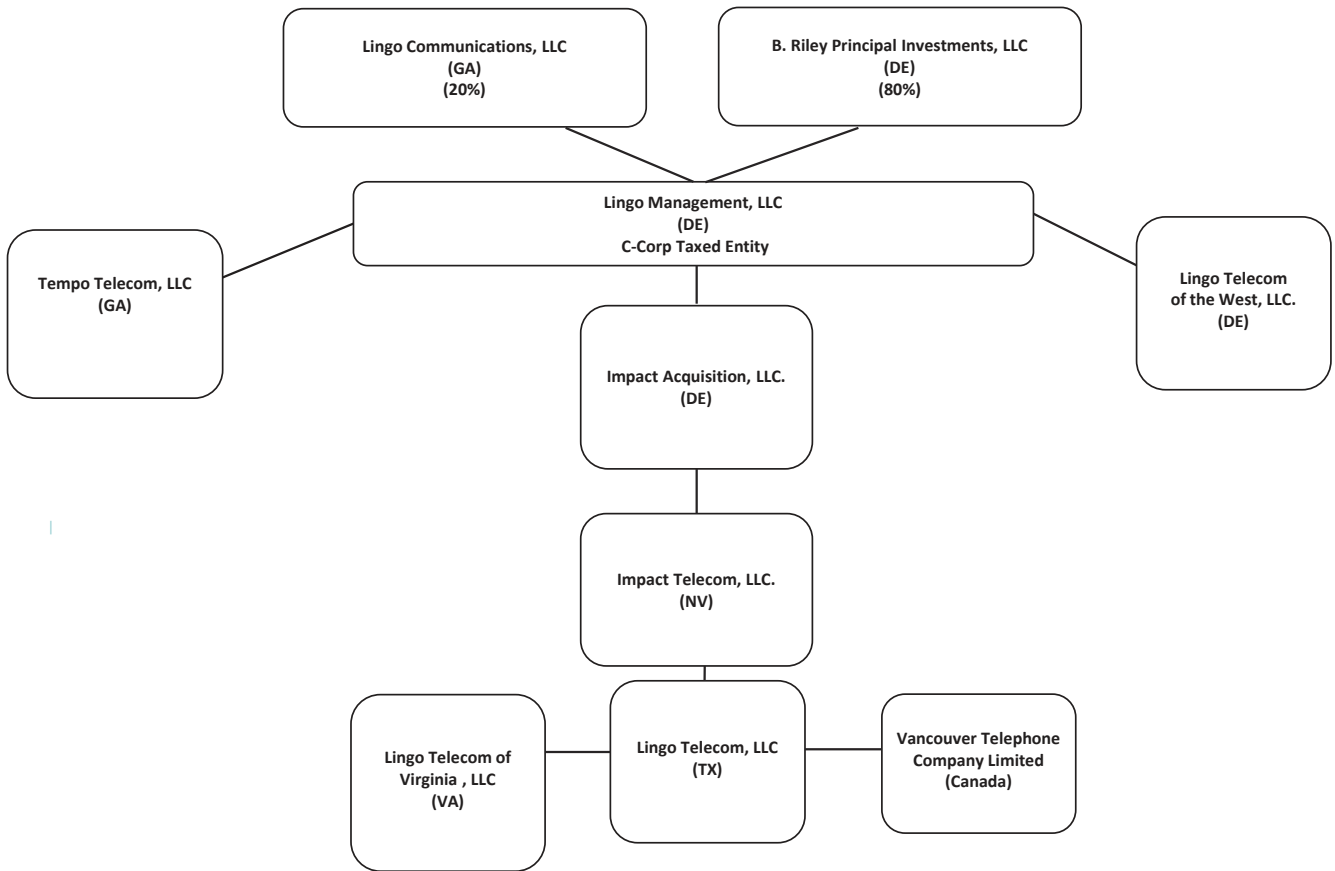 Lingo Communications, LLC
(GA)
(20%)
B. Riley Principal Investments, LLC
(DE)
(80%)
Lingo Management, LLC
(DE)
C-Corp Taxed Entity
Tempo Telecom, LLC
(GA)
Lingo Telecom
of the West, LLC.
(DE)
Impact Acquisition, LLC.
(DE)
Impact Telecom, LLC.
(NV)
Lingo Telecom of
Virginia , LLC
(VA)
Lingo Telecom, LLC
(TX)
Vancouver Telephone
Company Limited
(Canada)